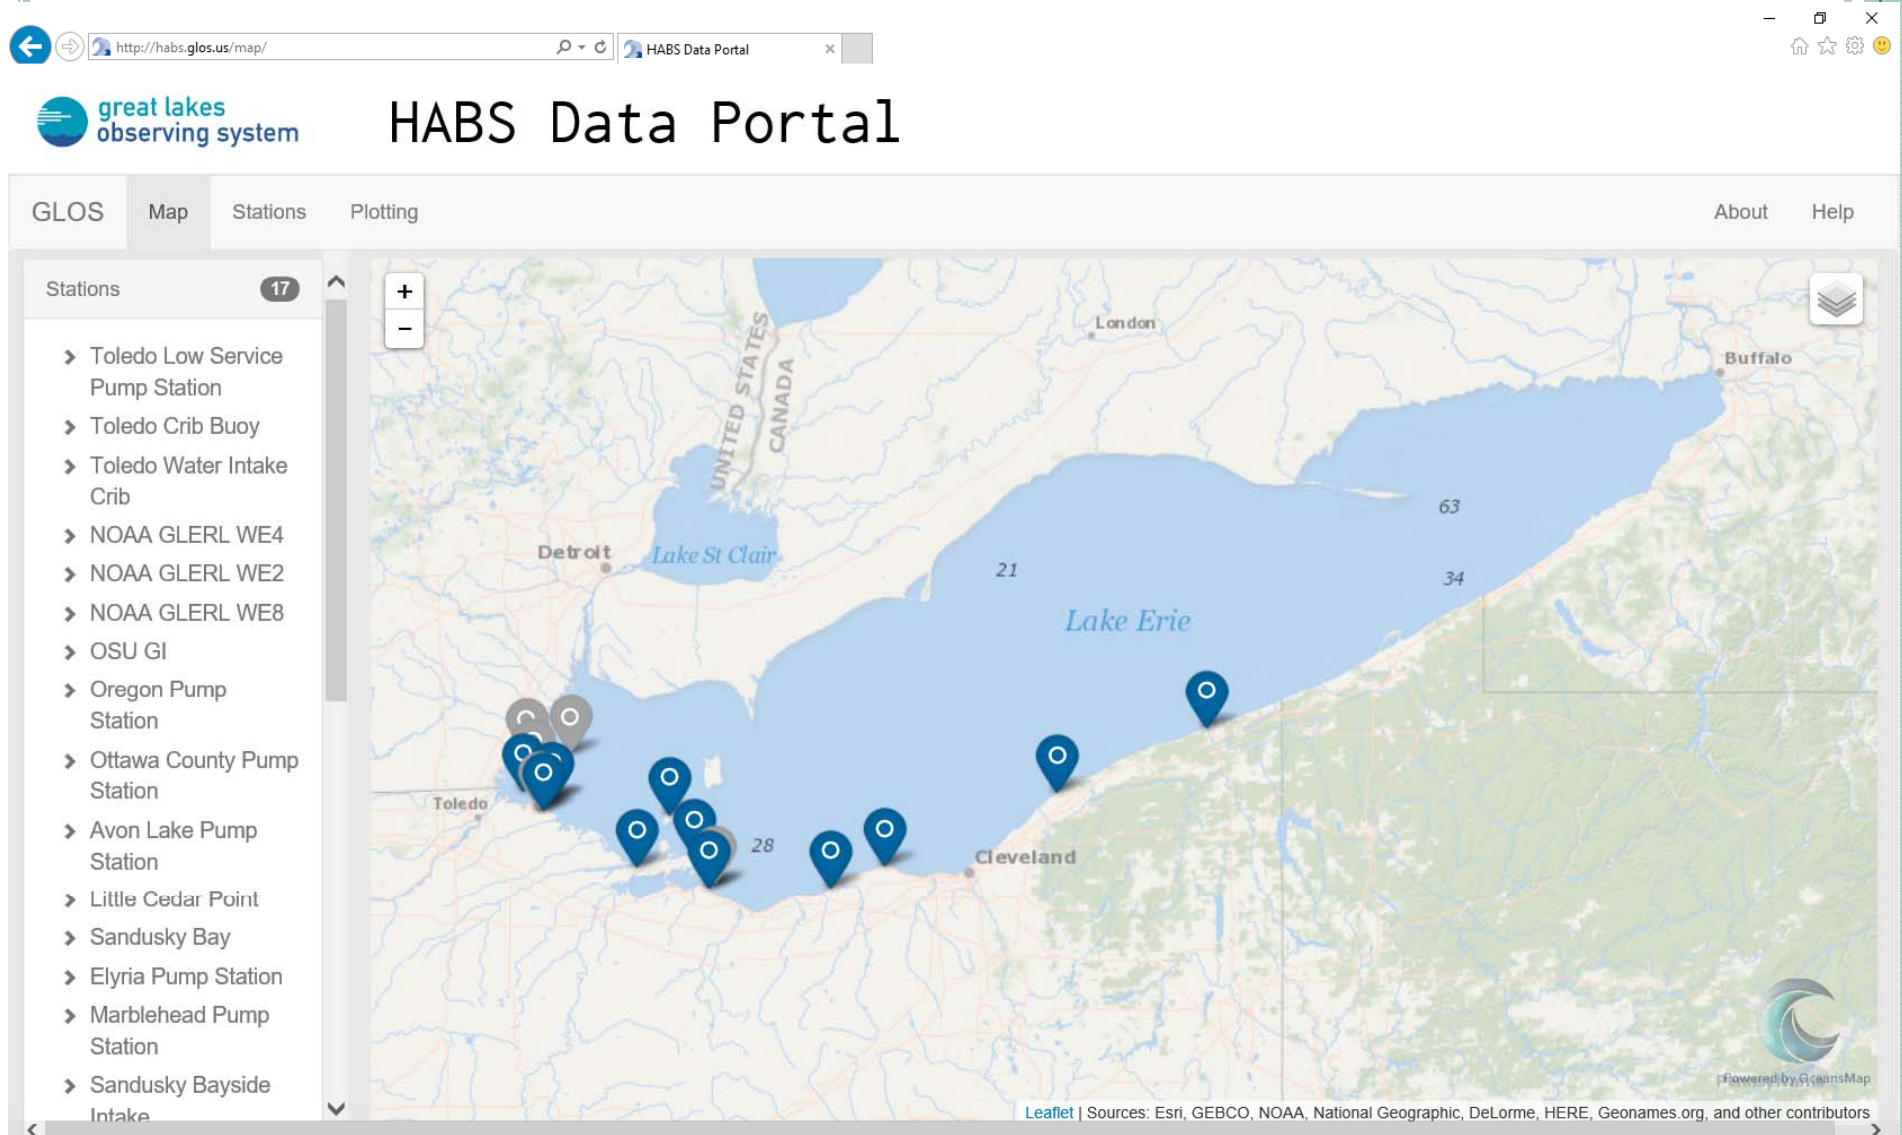 http://habs.glos.us/map/
HABS Data Portal
great lakes
observing system
HABS Data Portal
GLOS
Map
Stations
Plotting
About
Help
Stations
17
Toledo Low Service
Pump Station
Toledo Crib Buoy
Toledo Water Intake
Crib
NOAA GLERL WE4
NOAA GLERL WE2
NOAA GLERL WE8
OSU GI
Oregon Pump
Station
Ottawa County Pump
Station
Avon Lake Pump
Station
Little Cedar Point
Sandusky Bay
Elyria Pump Station
Marblehead Pump
Station
Sandusky Bayside
Intake
+
−
UNITED STATES
CANADA
London
Buffalo
Detroit
Lake St Clair
63
21
34
Lake Erie
Toledo
28
Cleveland
Powered by OceansMap
Leaflet | Sources: Esri, GEBCO, NOAA, National Geographic, DeLorme, HERE, Geonames.org, and other contributors